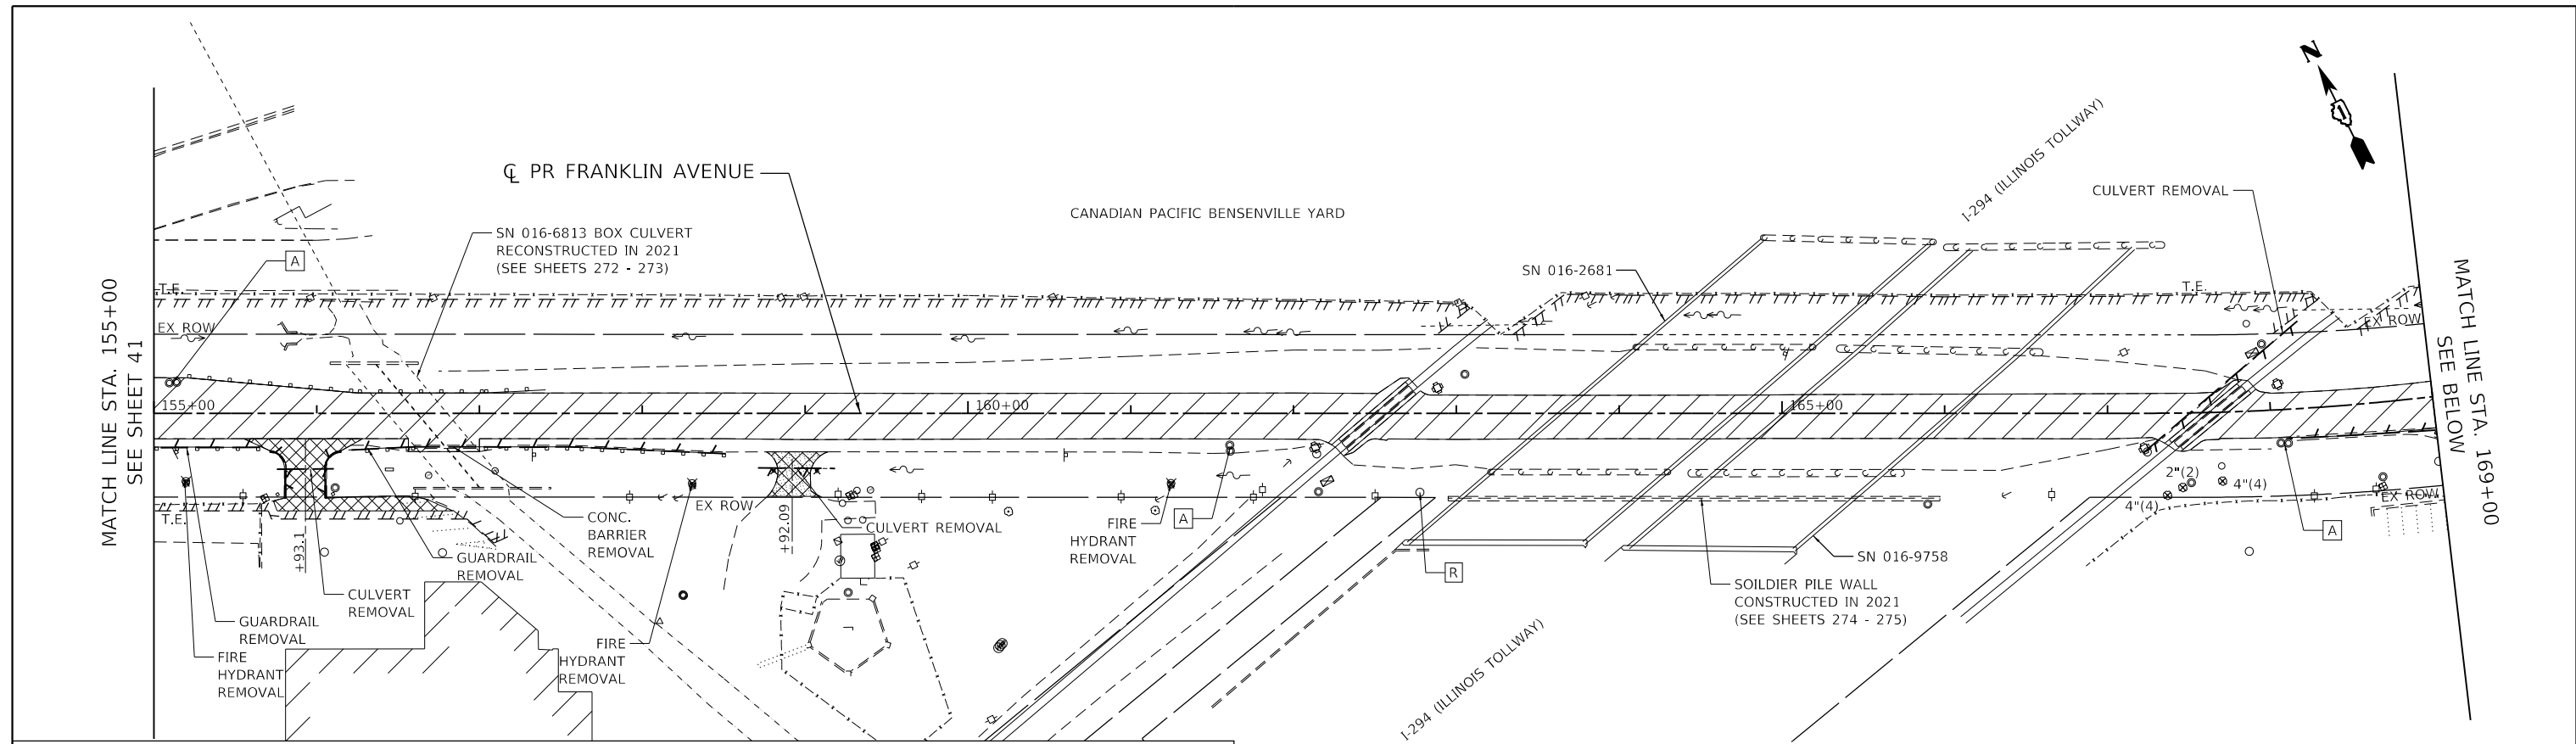 N
I-294 (ILLINOIS TOLLWAY)
CULVERT REMOVAL
℄ PR FRANKLIN AVENUE
CANADIAN PACIFIC BENSENVILLE YARD
SN 016-6813 BOX CULVERT
RECONSTRUCTED IN 2021
(SEE SHEETS 272 - 273)
A
SN 016-2681
MATCH LINE STA. 155+00
SEE SHEET 41
MATCH LINE STA. 169+00
SEE BELOW
T.E.
T.E.
EX ROW
EX ROW
155+00
160+00
165+00
2"(2)
4"(4)
4"(4)
EX ROW
EX ROW
T.E.
+93.1
+92.09
CONC.
BARRIER
REMOVAL
CULVERT REMOVAL
FIRE
HYDRANT
REMOVAL
A
A
GUARDRAIL
REMOVAL
SN 016-9758
R
CULVERT
REMOVAL
SOILDIER PILE WALL
CONSTRUCTED IN 2021
(SEE SHEETS 274 - 275)
GUARDRAIL
REMOVAL
FIRE
HYDRANT
REMOVAL
FIRE
HYDRANT
REMOVAL
I-294 (ILLINOIS TOLLWAY)